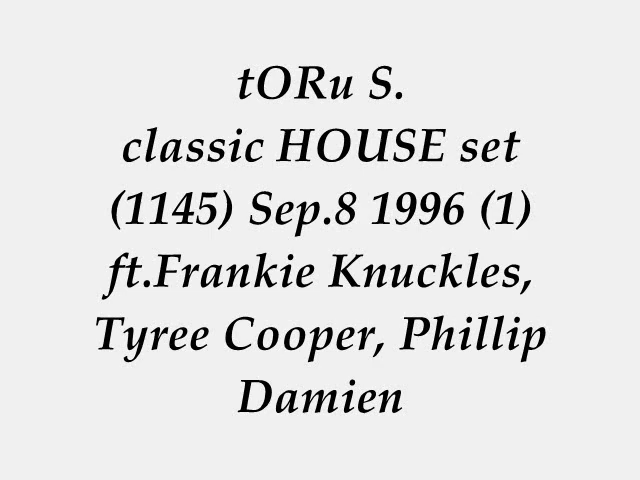 tORu S.
classic HOUSE set
(1145) Sep.8 1996 (1)
ft.Frankie Knuckles,
Tyree Cooper, Phillip
Damien